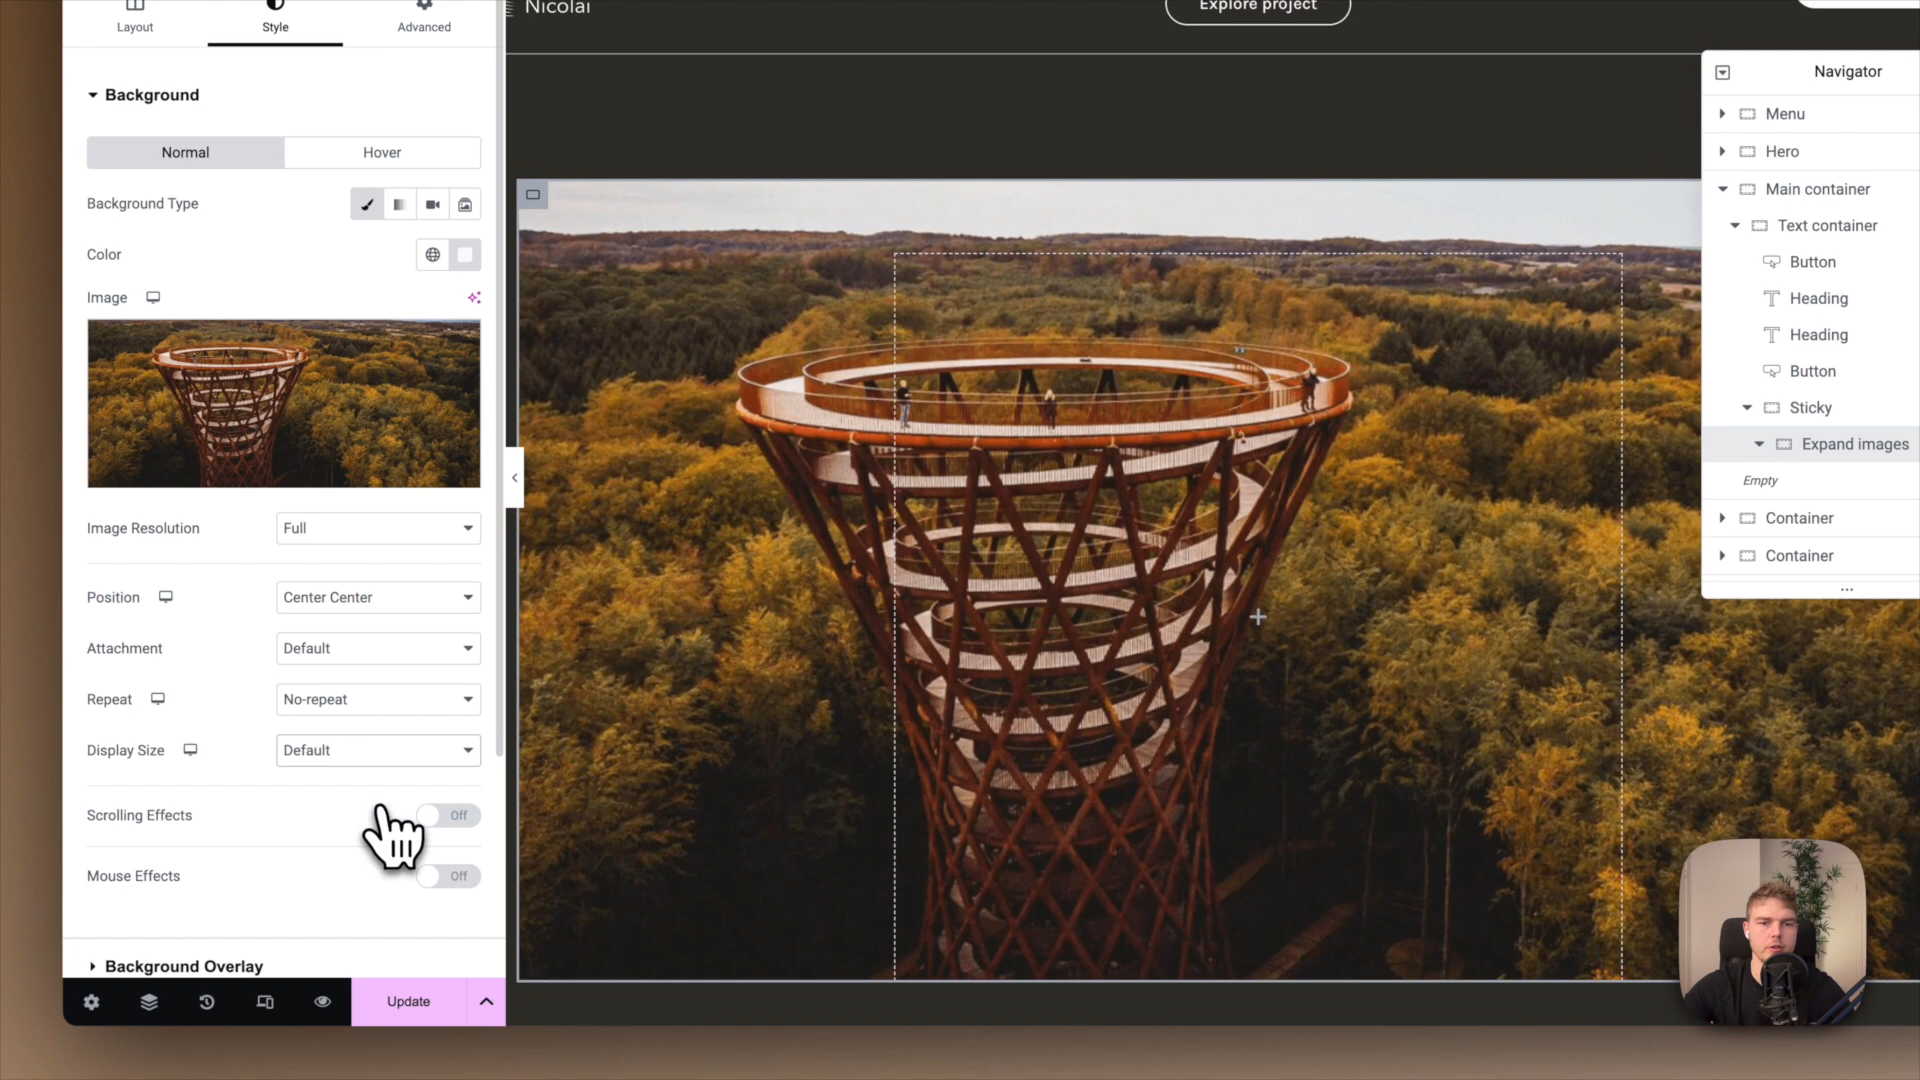 Nicolai
Explore project
Layout
Style
Advanced
Background
Normal
Hover
Background Type
Color
Image
Image Resolution
Full
Position
Center Center
Attachment
Default
Repeat
No-repeat
Display Size
Default
Scrolling Effects
Off
Mouse Effects
Off
Background Overlay
Update
Navigator
Menu
Hero
Main container
Text container
Button
Heading
Heading
Button
Sticky
Expand images
Empty
Container
Container